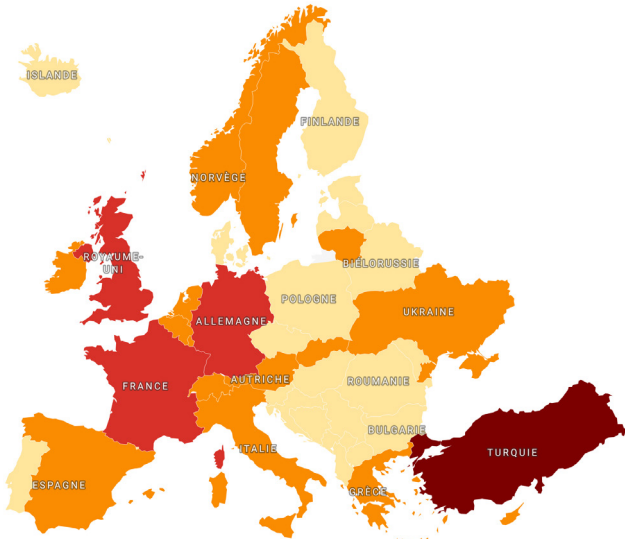 ISLANDE
FINLANDE
NORVÈGE
ROYAUME-
UNI
BIÉLORUSSIE
POLOGNE
UKRAINE
ALLEMAGNE
FRANCE
AUTRICHE
ROUMANIE
BULGARIE
ITALIE
TURQUIE
ESPAGNE
GRÈCE